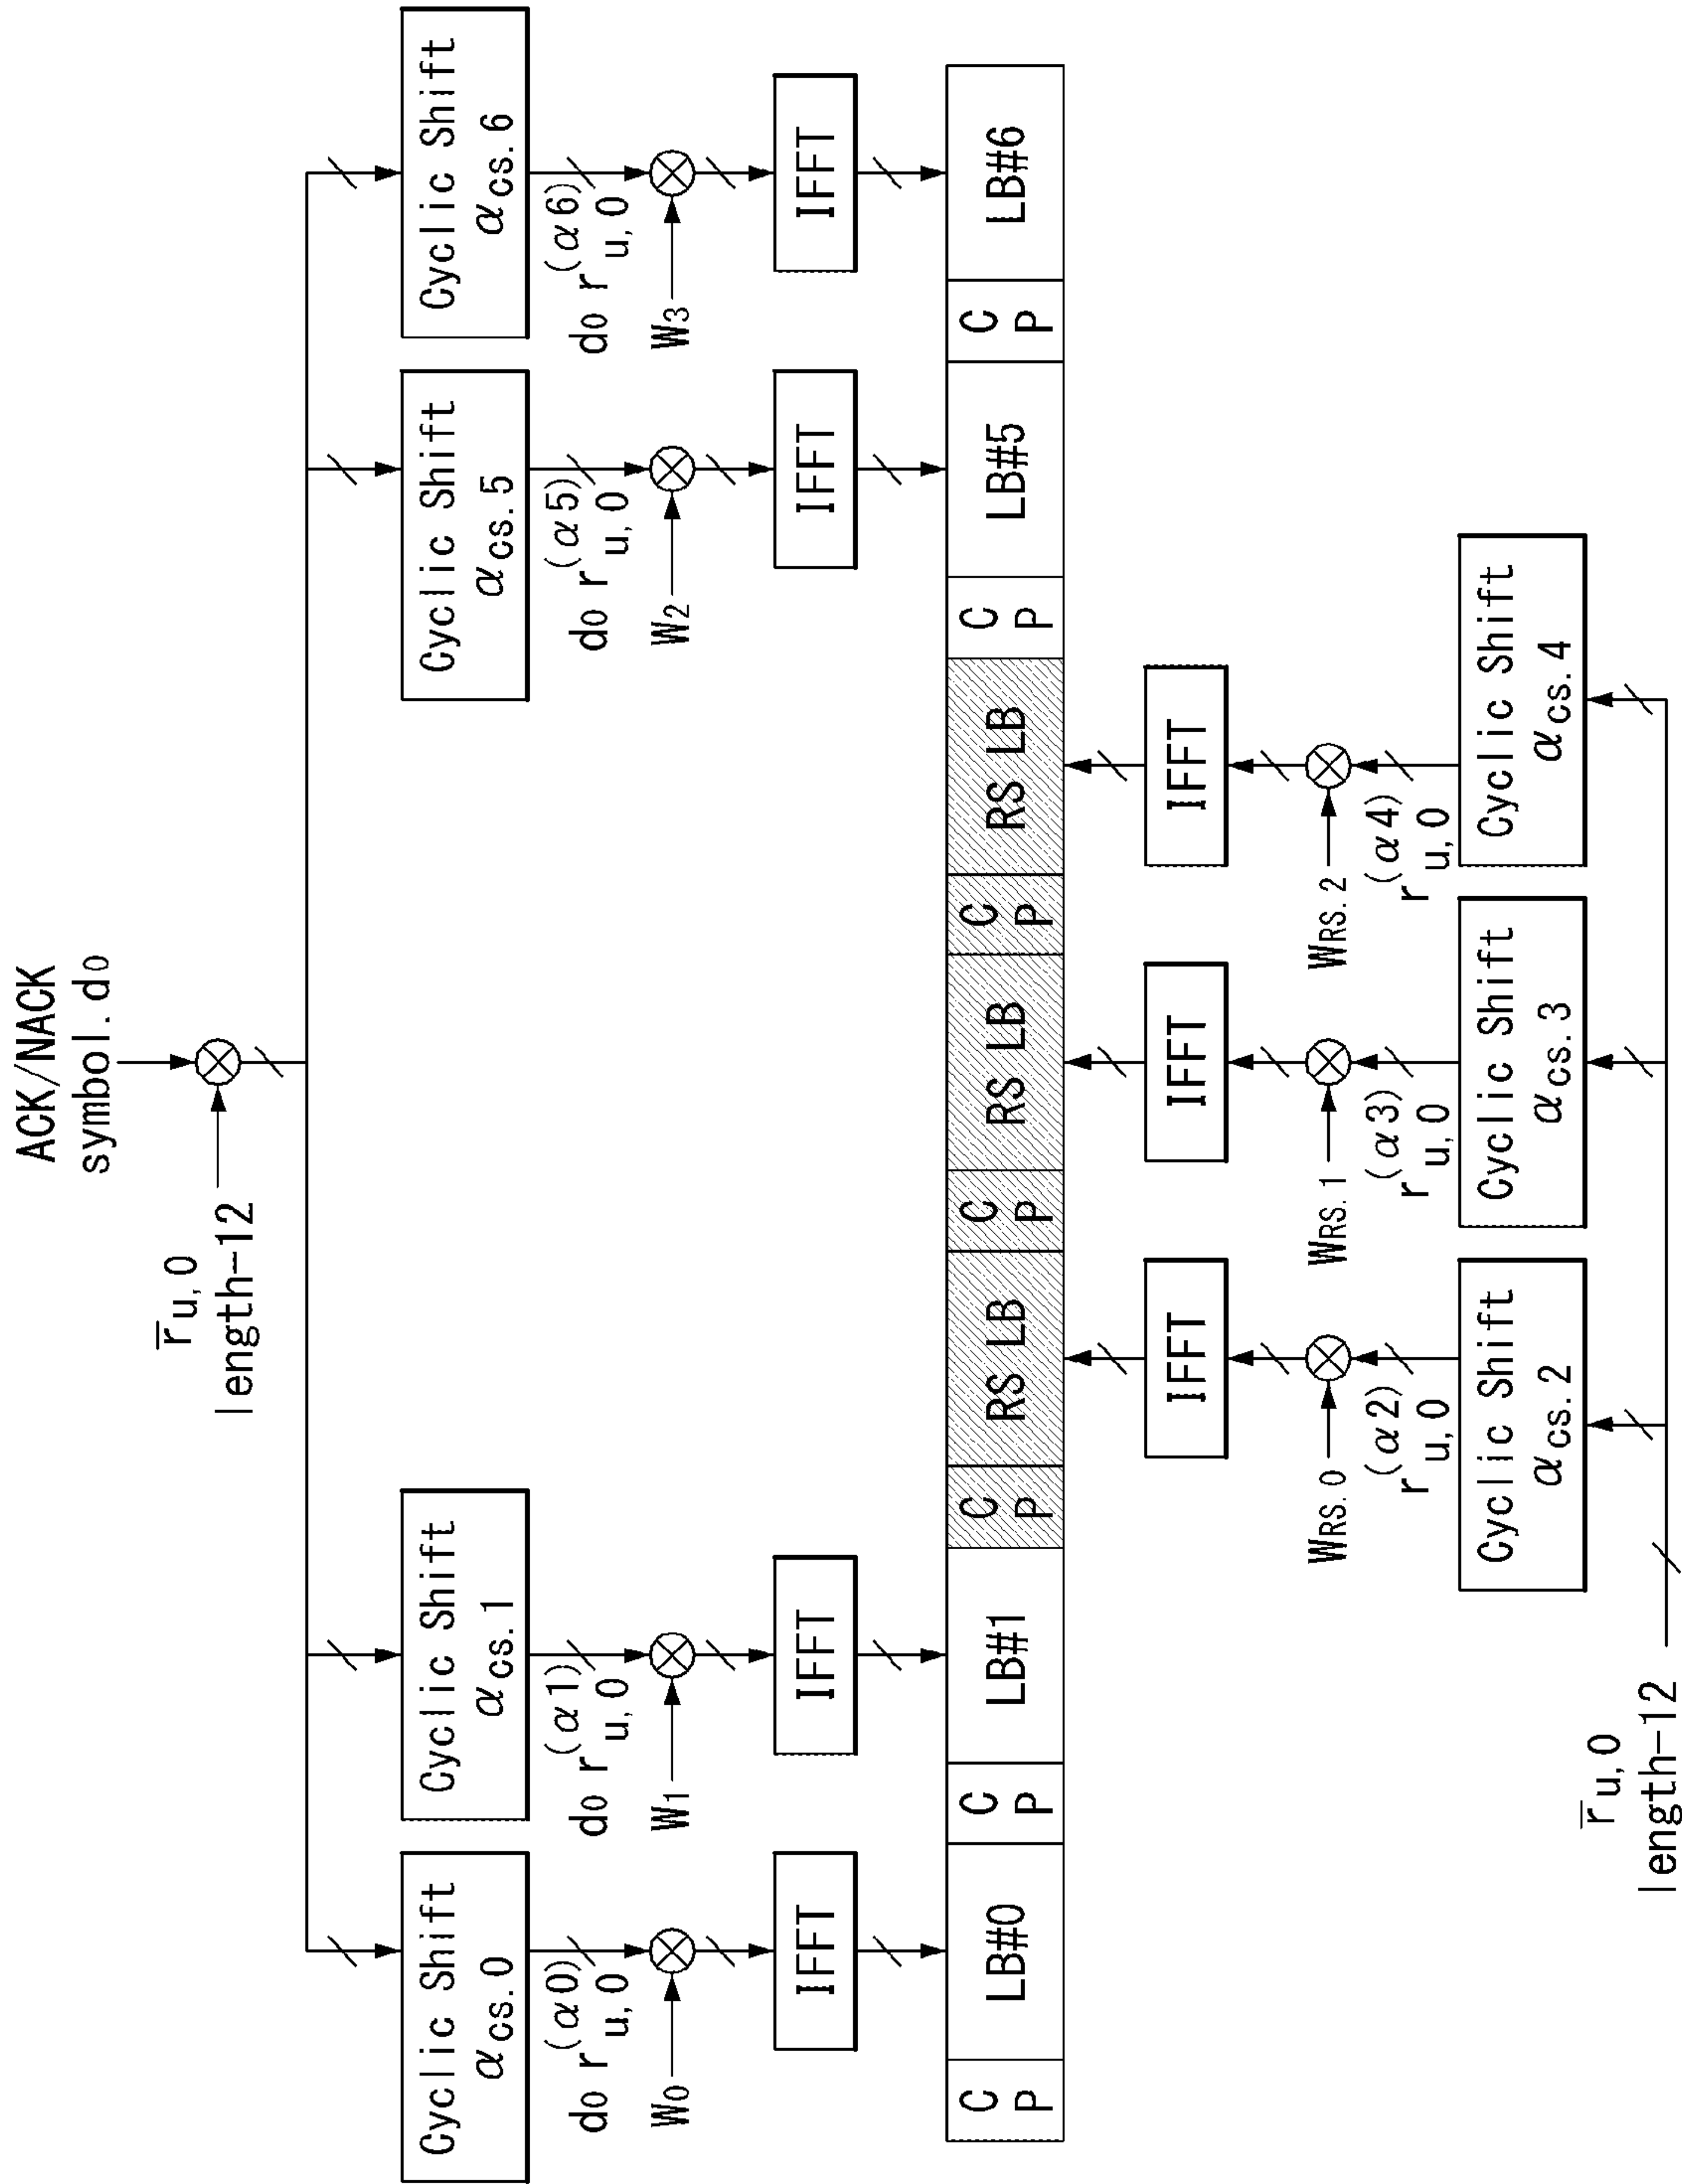 ACK/NACK
symbol.d0
r̅u,0
length-12
Cyclic Shift
αcs.0
Cyclic Shift
αcs.1
Cyclic Shift
αcs.5
Cyclic Shift
αcs.6
d0 r(α0)u,0
d0 r(α1)u,0
d0 r(α5)u,0
d0 r(α6)u,0
W0
W1
W2
W3
IFFT
IFFT
IFFT
IFFT
CP
LB#0
CP
LB#1
CP
RS LB
CP
RS LB
CP
RS LB
CP
LB#5
CP
LB#6
IFFT
IFFT
IFFT
WRS.0
WRS.1
WRS.2
r(α2)u,0
r(α3)u,0
r(α4)u,0
Cyclic Shift
αcs.2
Cyclic Shift
αcs.3
Cyclic Shift
αcs.4
r̅u,0
length-12